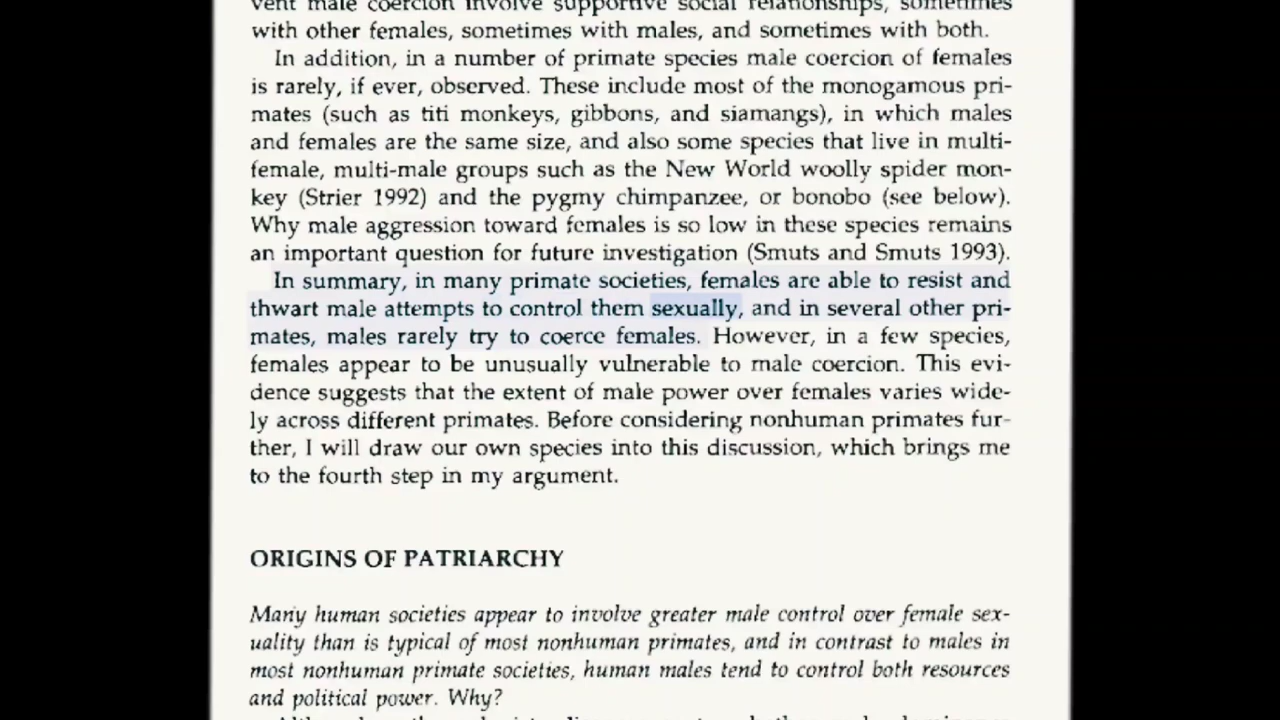 vent male coercion involve supportive social relationships, sometimes
with other females, sometimes with males, and sometimes with both.
In addition, in a number of primate species male coercion of females
is rarely, if ever, observed. These include most of the monogamous pri-
mates (such as titi monkeys, gibbons, and siamangs), in which males
and females are the same size, and also some species that live in multi-
female, multi-male groups such as the New World woolly spider mon-
key (Strier 1992) and the pygmy chimpanzee, or bonobo (see below).
Why male aggression toward females is so low in these species remains
an important question for future investigation (Smuts and Smuts 1993).
In summary, in many primate societies, females are able to resist and
thwart male attempts to control them sexually, and in several other pri-
mates, males rarely try to coerce females. However, in a few species,
females appear to be unusually vulnerable to male coercion. This evi-
dence suggests that the extent of male power over females varies wide-
ly across different primates. Before considering nonhuman primates fur-
ther, I will draw our own species into this discussion, which brings me
to the fourth step in my argument.
ORIGINS OF PATRIARCHY
Many human societies appear to involve greater male control over female sex-
uality than is typical of most nonhuman primates, and in contrast to males in
most nonhuman primate societies, human males tend to control both resources
and political power. Why?